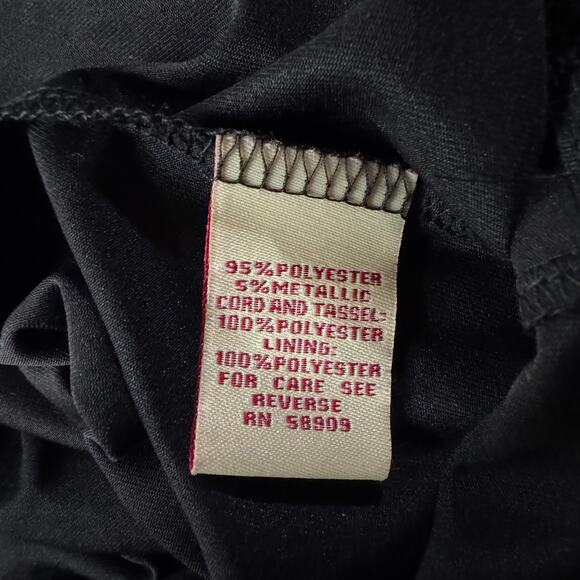 95% POLYESTER
5% METALLIC
CORD AND TASSEL:
100% POLYESTER
LINING:
100% POLYESTER
FOR CARE SEE
REVERSE
RN 58909